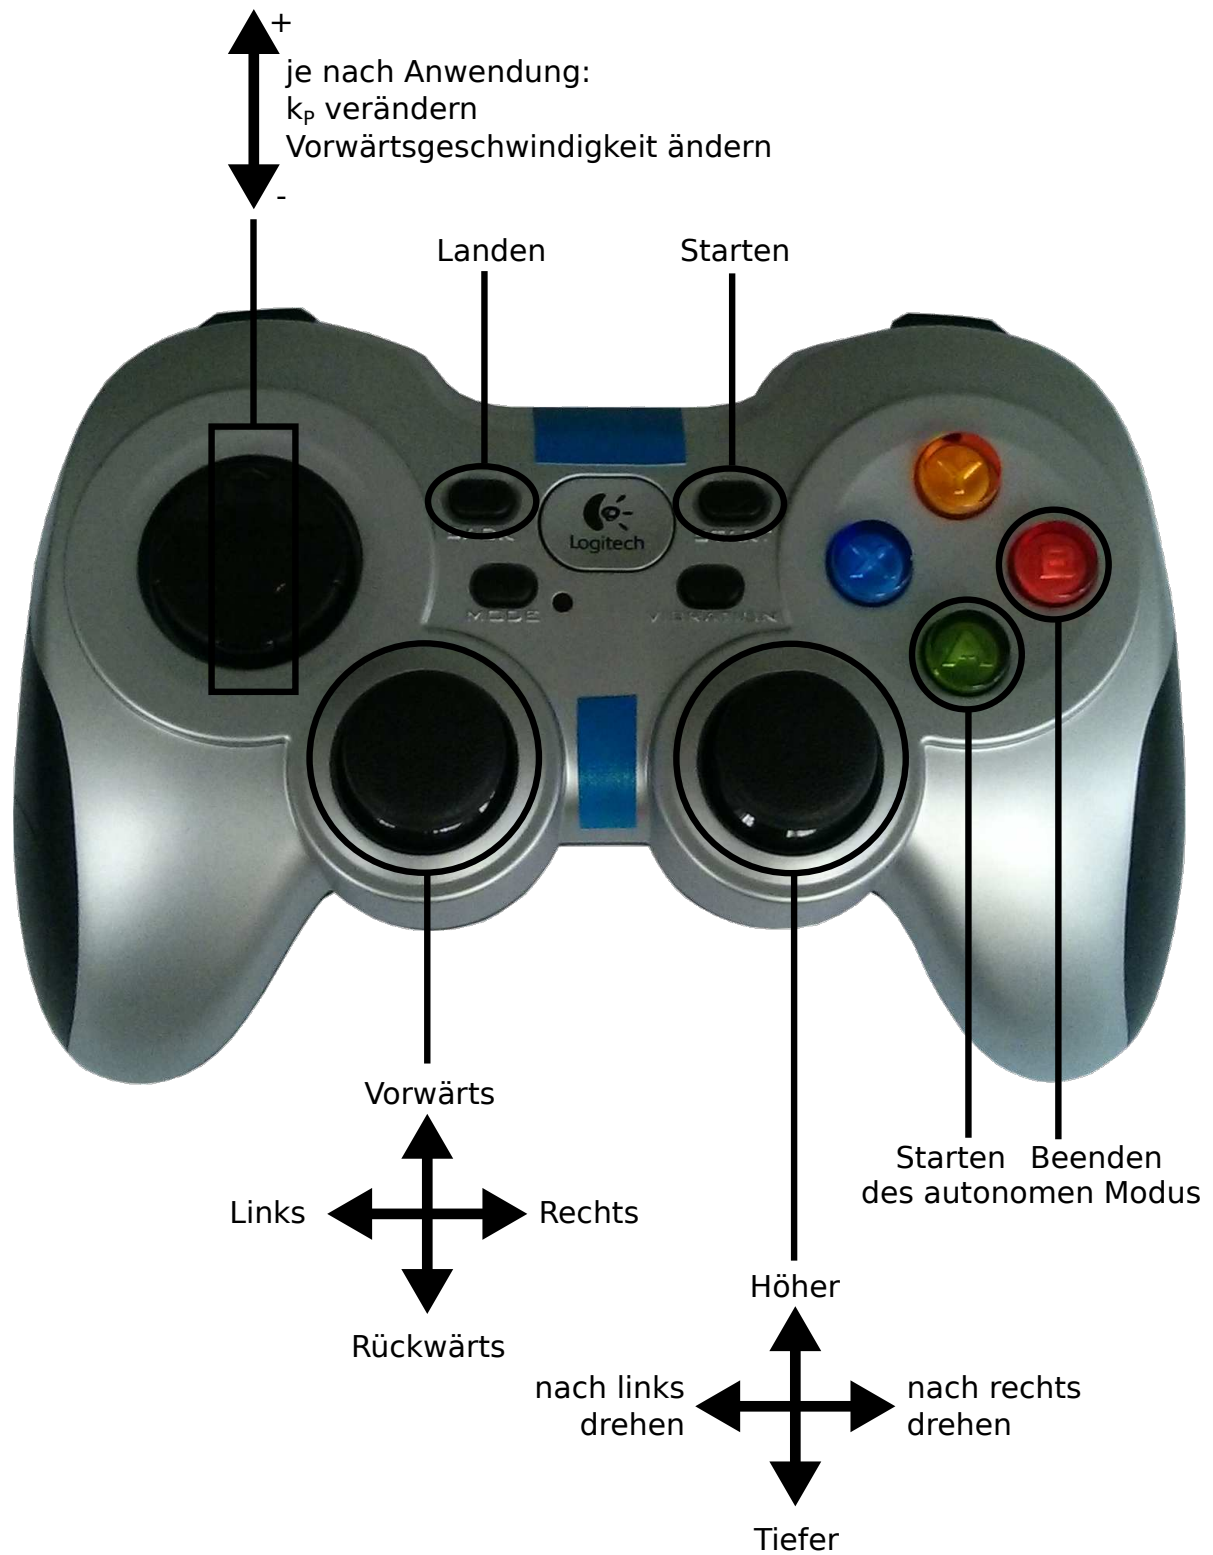 +
je nach Anwendung:
kP verändern
Vorwärtsgeschwindigkeit ändern
-
Landen
Starten
Logitech
MODE
VIBRATION
Y
X
B
A
Vorwärts
Links
Rechts
Rückwärts
Starten Beenden
des autonomen Modus
Höher
nach links
drehen
nach rechts
drehen
Tiefer